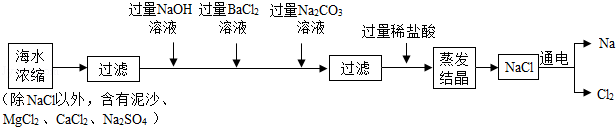 过量NaOH
溶液
过量BaCl2
溶液
过量Na2CO3
溶液
过量稀盐酸
海水
浓缩
过滤
过滤
蒸发
结晶
NaCl
通电
Na
Cl2
(除NaCl以外，含有泥沙、
MgCl2、CaCl2、Na2SO4 )